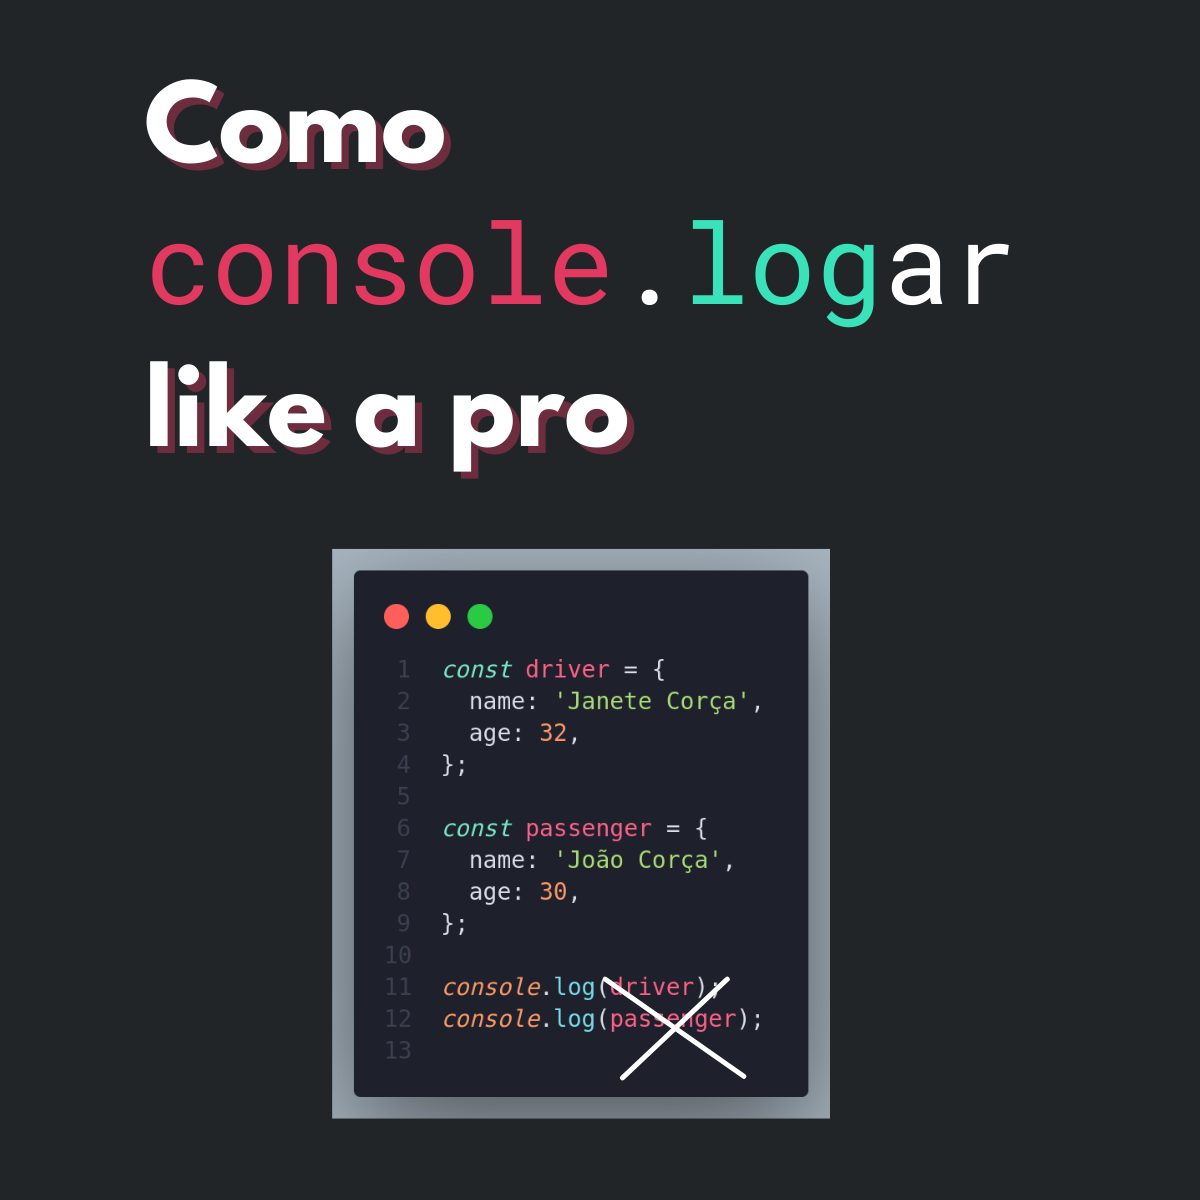 Como
console.logar
like a pro
1 const driver = {
2 name: 'Janete Corça',
3 age: 32,
4 };
5
6 const passenger = {
7 name: 'João Corça',
8 age: 30,
9 };
10
11 console.log(driver);
12 console.log(passenger);
13